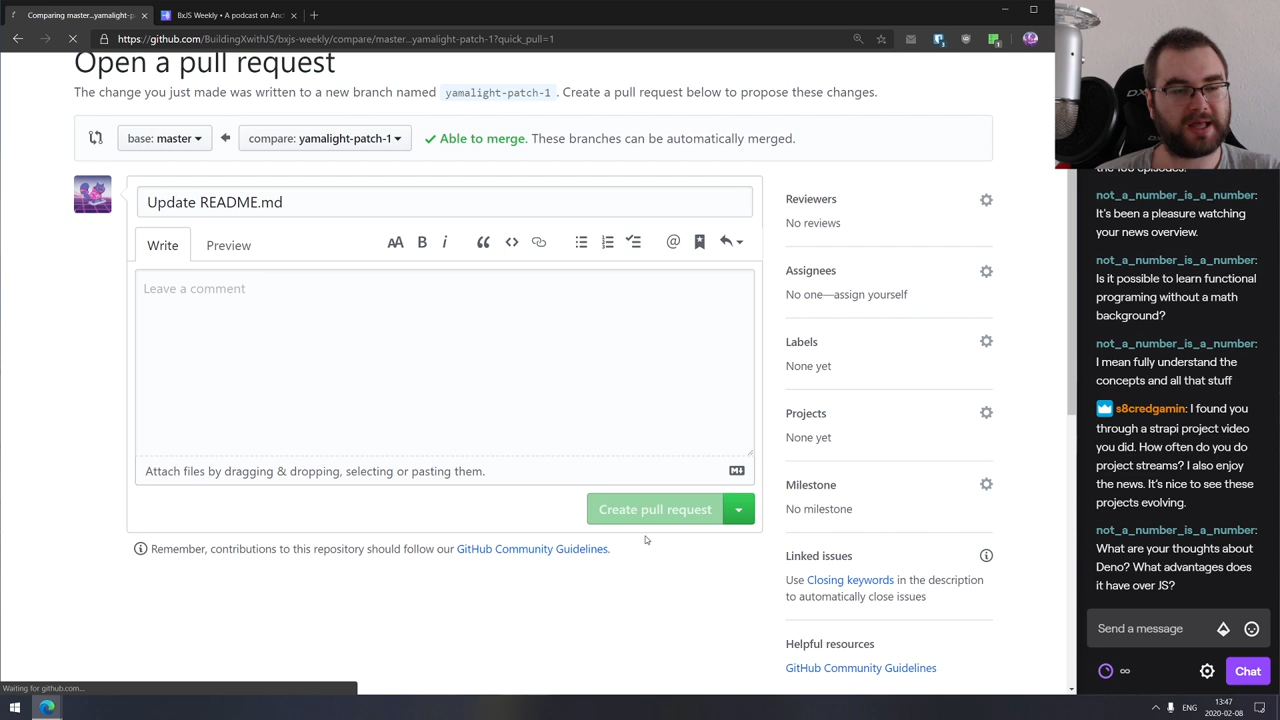 Comparing master...yamalight-p
BxJS Weekly • A podcast on And
https://github.com/BuildingXwithJS/bxjs-weekly/compare/master...yamalight-patch-1?quick_pull=1
Open a pull request
The change you just made was written to a new branch named yamalight-patch-1 . Create a pull request below to propose these changes.
base: master
compare: yamalight-patch-1
Able to merge. These branches can be automatically merged.
Update README.md
Write
Preview
AA B i
Leave a comment
Attach files by dragging & dropping, selecting or pasting them.
Create pull request
Remember, contributions to this repository should follow our GitHub Community Guidelines.
Reviewers
No reviews
Assignees
No one—assign yourself
Labels
None yet
Projects
None yet
Milestone
No milestone
Linked issues
Use Closing keywords in the description
to automatically close issues
Helpful resources
GitHub Community Guidelines
not_a_number_is_a_number:
It's been a pleasure watching
your news overview.
not_a_number_is_a_number:
Is it possible to learn functional
programing without a math
background?
not_a_number_is_a_number:
I mean fully understand the
concepts and all that stuff
s8credgamin: I found you
through a strapi project video
you did. How often do you do
project streams? I also enjoy
the news. It's nice to see these
projects evolving.
not_a_number_is_a_number:
What are your thoughts about
Deno? What advantages does
it have over JS?
Send a message
Chat
Waiting for github.com...
ENG
13:47
2020-02-08